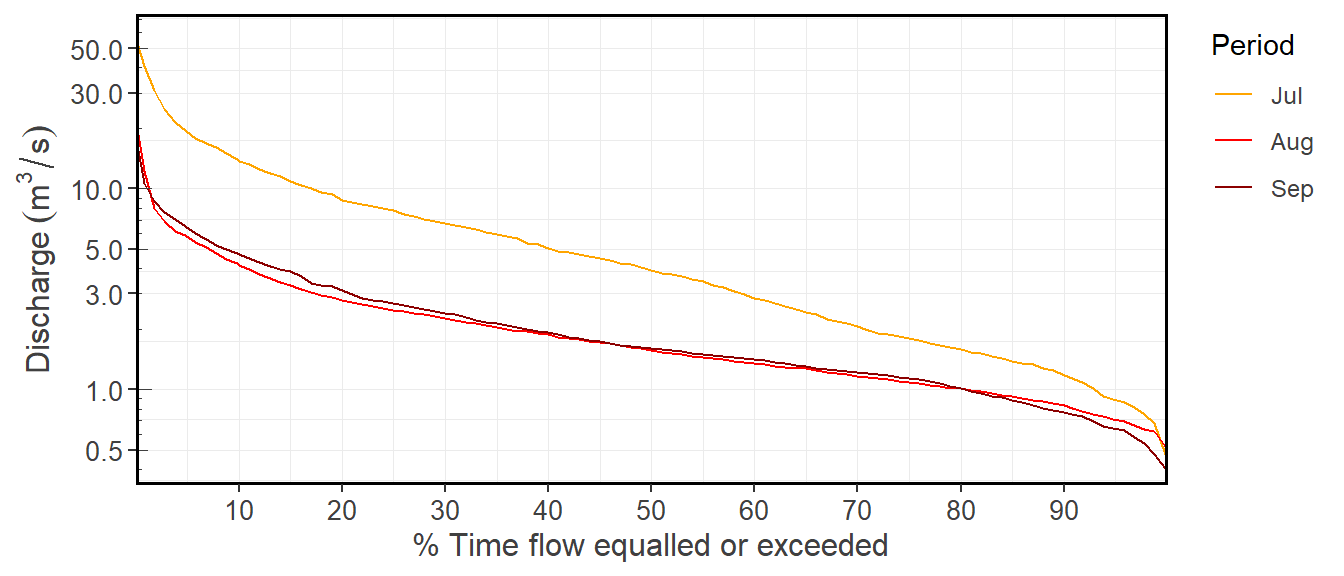 Discharge (m³/s)
50.0
30.0
10.0
5.0
3.0
1.0
0.5
10 20 30 40 50 60 70 80 90
% Time flow equalled or exceeded
Period
Jul
Aug
Sep